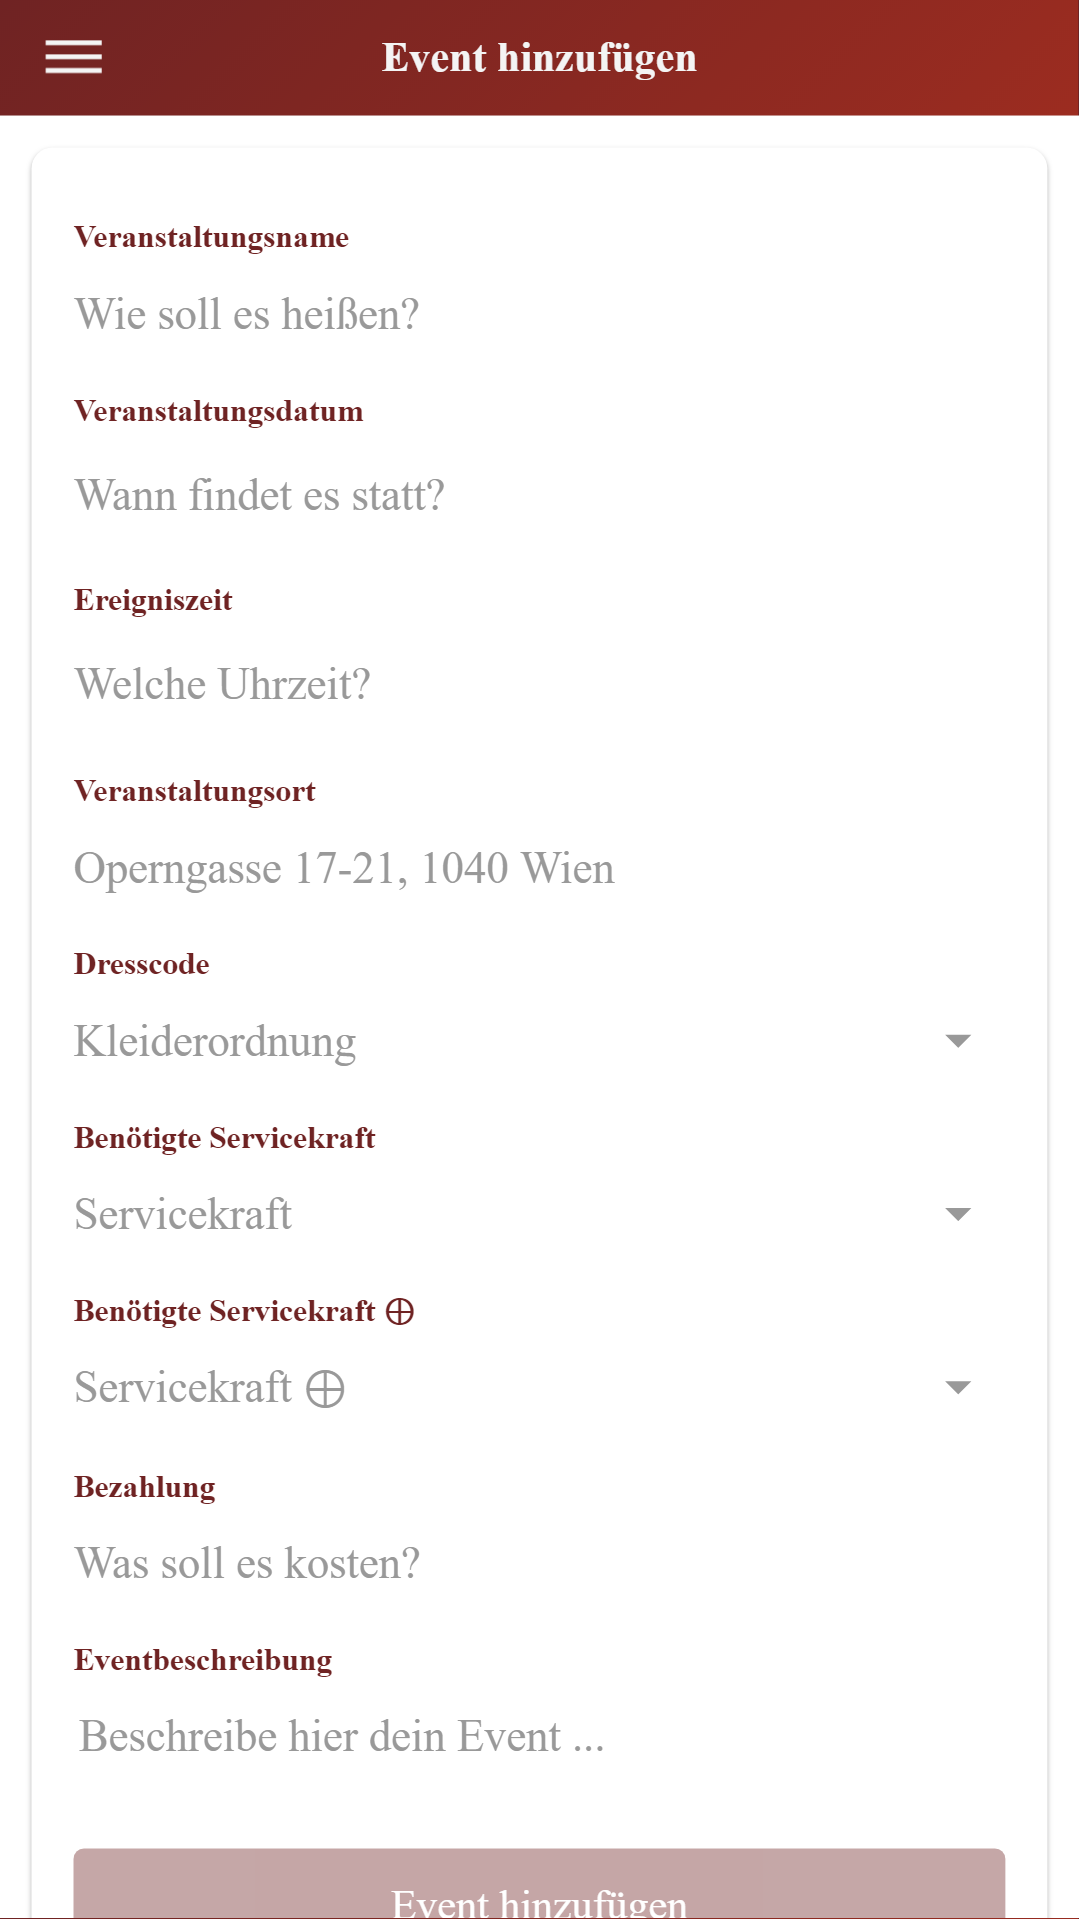 Event hinzufügen
Veranstaltungsname
Wie soll es heißen?
Veranstaltungsdatum
Wann findet es statt?
Ereigniszeit
Welche Uhrzeit?
Veranstaltungsort
Operngasse 17-21, 1040 Wien
Dresscode
Kleiderordnung
Benötigte Servicekraft
Servicekraft
Benötigte Servicekraft ⨁
Servicekraft ⨁
Bezahlung
Was soll es kosten?
Eventbeschreibung
Beschreibe hier dein Event ...
Event hinzufügen